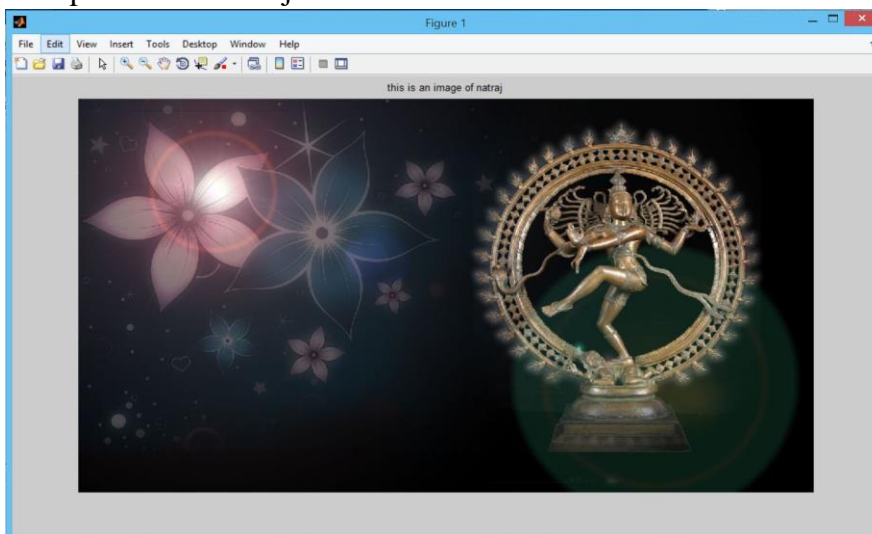 Figure 1
File Edit View Insert Tools Desktop Window Help
this is an image of natraj